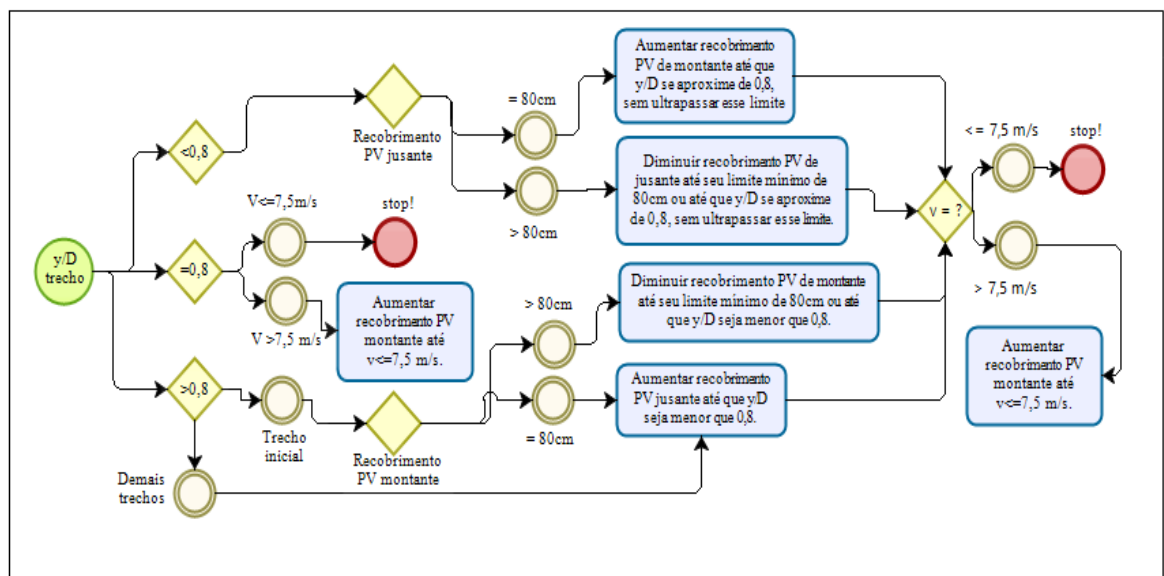 y/D
trecho
<0,8
Recobrimento
PV jusante
= 80cm
> 80cm
Aumentar recobrimento
PV de montante até que
y/D se aproxime de 0,8,
sem ultrapassar esse limite
Diminuir recobrimento PV de
jusante até seu limite mínimo de
80cm ou até que y/D se aproxime
de 0,8, sem ultrapassar esse limite.
=0,8
V<=7,5m/s
stop!
V >7,5 m/s
Aumentar
recobrimento PV
montante até
v<=7,5 m/s.
>0,8
Trecho
inicial
Demais
trechos
Recobrimento
PV montante
> 80cm
= 80cm
Diminuir recobrimento PV de montante
até seu limite mínimo de 80cm ou até
que y/D seja menor que 0,8.
Aumentar recobrimento
PV jusante até que y/D
seja menor que 0,8.
v = ?
<= 7,5 m/s
stop!
> 7,5 m/s
Aumentar
recobrimento PV
montante até
v<=7,5 m/s.